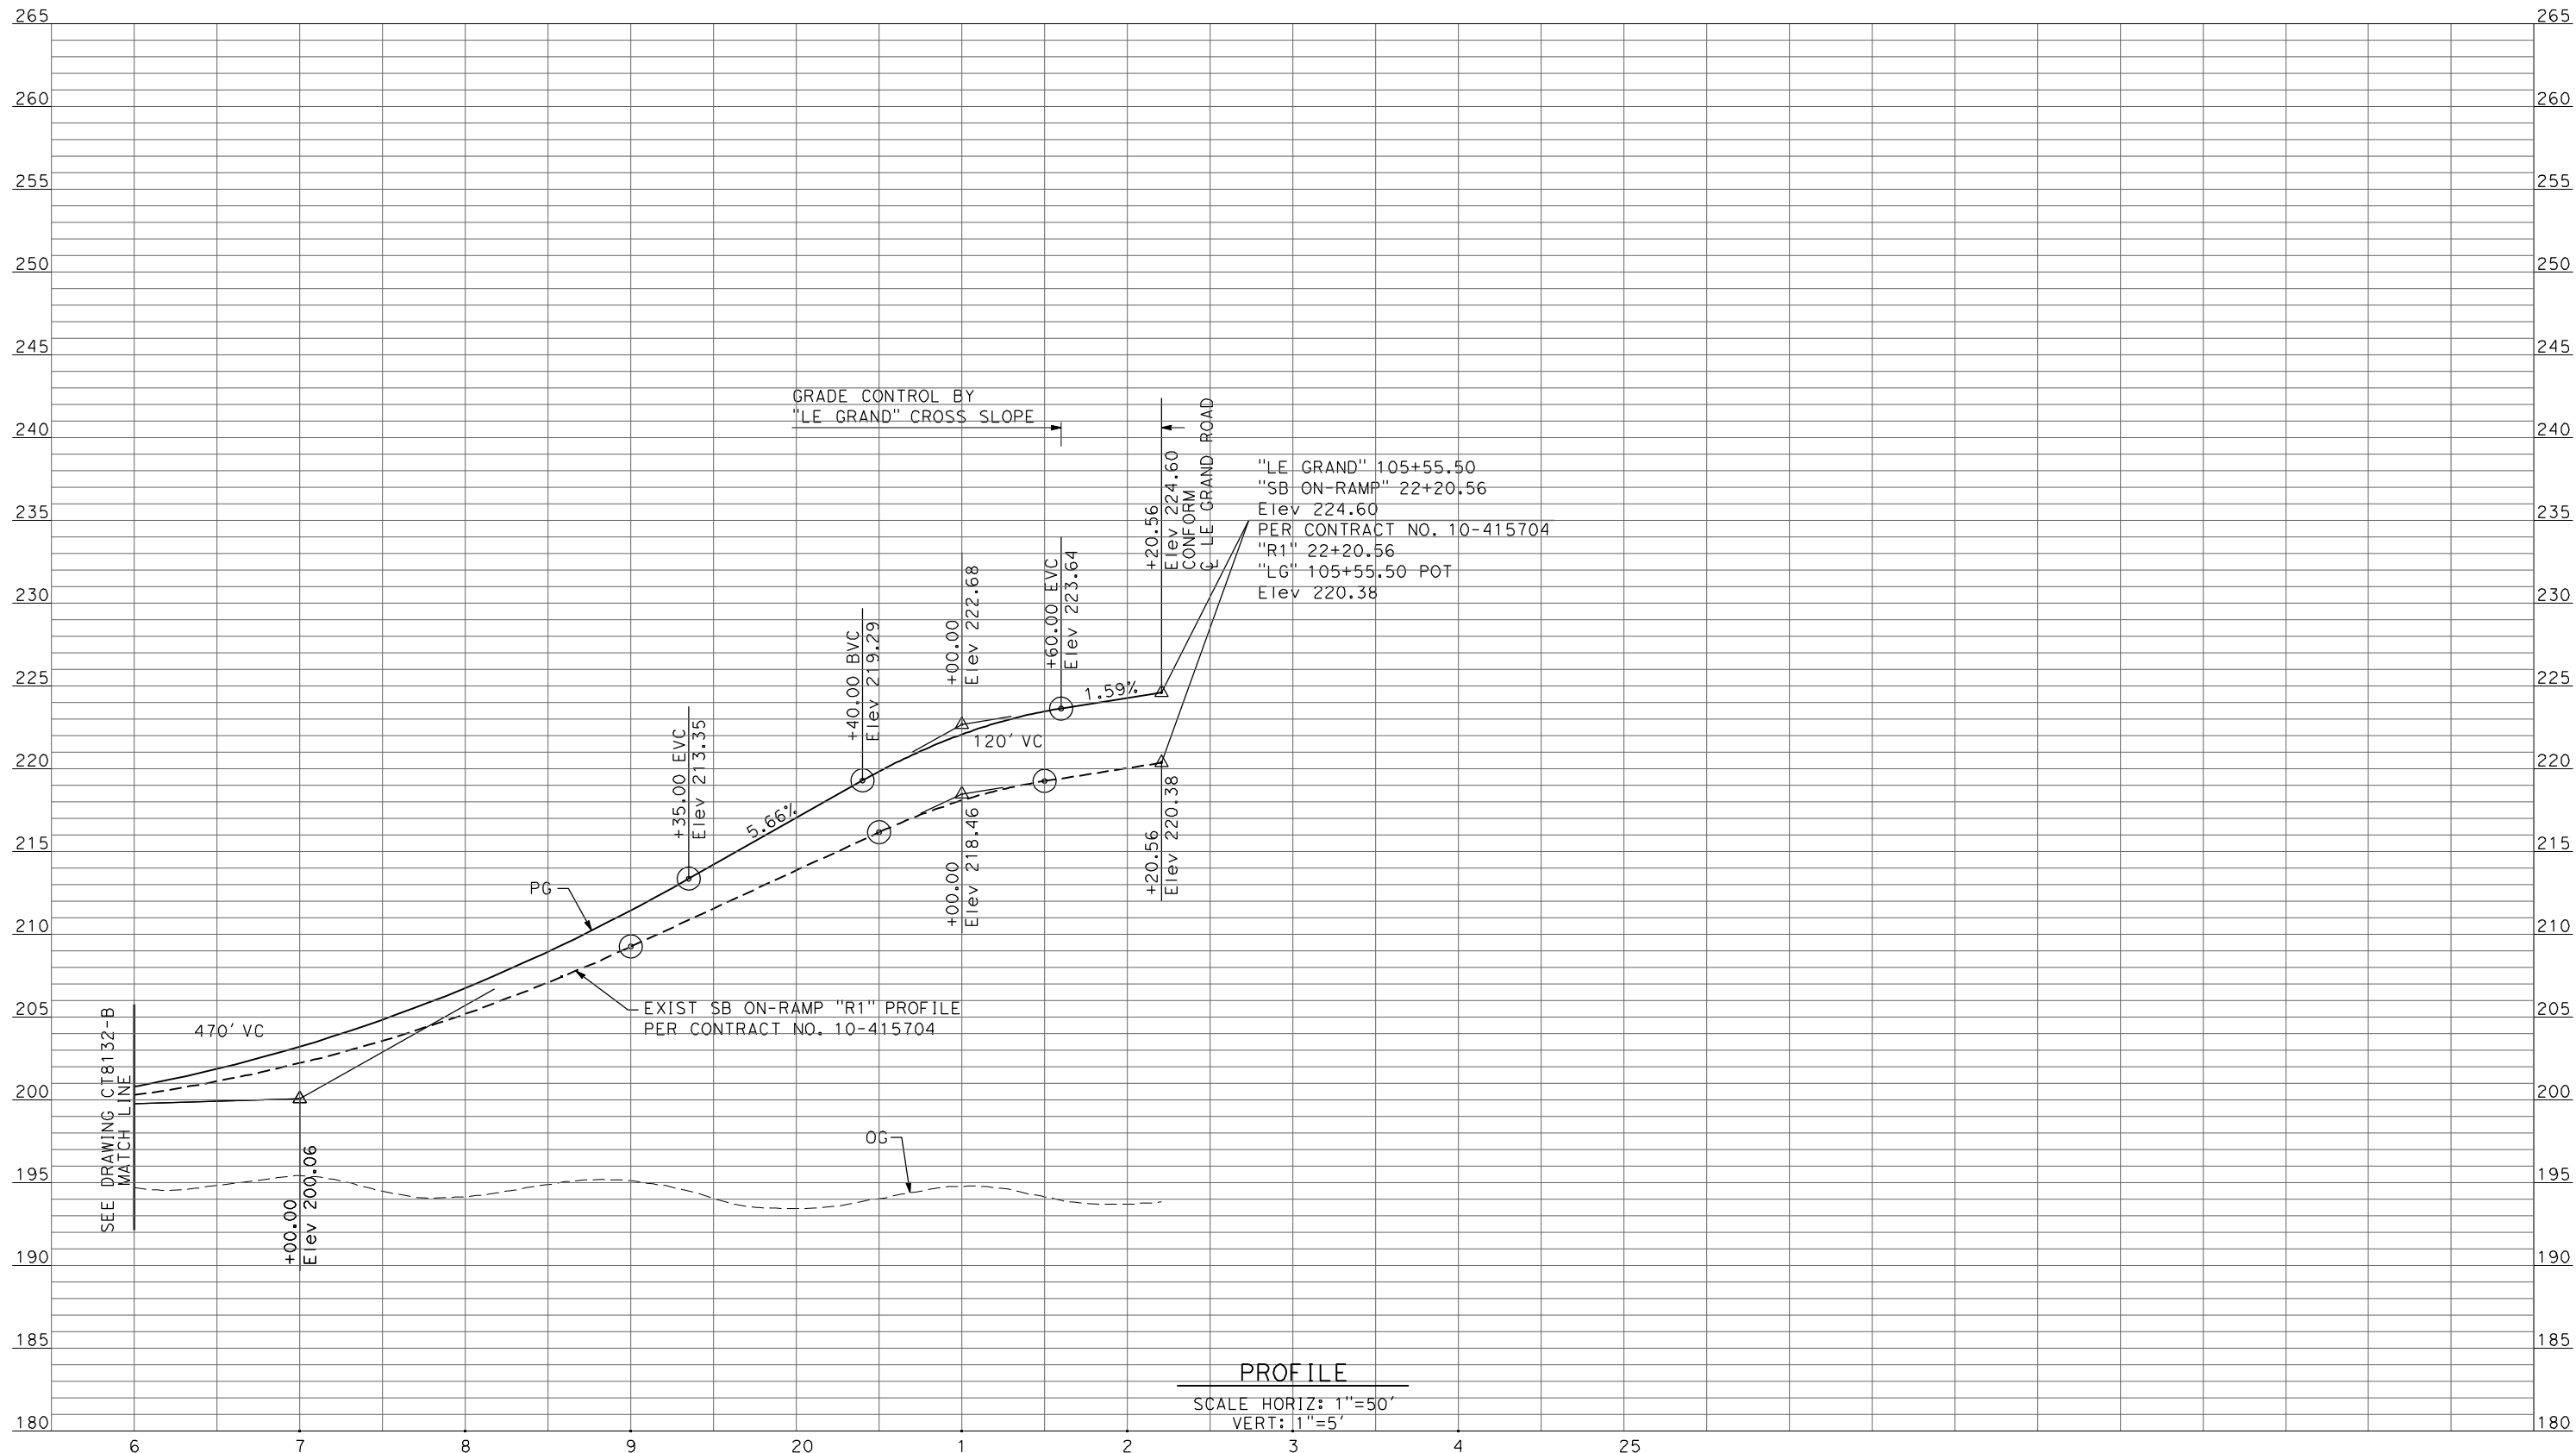 265
260
255
250
245
240
235
230
225
220
215
210
205
200
195
190
185
180
265
260
255
250
245
240
235
230
225
220
215
210
205
200
195
190
185
180
GRADE CONTROL BY
"LE GRAND" CROSS SLOPE
+20.56
Elev 224.60
CONFORM
℄ LE GRAND ROAD
"LE GRAND" 105+55.50
"SB ON-RAMP" 22+20.56
Elev 224.60
PER CONTRACT NO. 10-415704
"R1" 22+20.56
"LG" 105+55.50 POT
Elev 220.38
+60.00 EVC
Elev 223.64
+00.00
Elev 222.68
+40.00 BVC
Elev 219.29
+35.00 EVC
Elev 213.35
1.59%
120' VC
5.66%
+00.00
Elev 218.46
+20.56
Elev 220.38
PG
EXIST SB ON-RAMP "R1" PROFILE
PER CONTRACT NO. 10-415704
470' VC
SEE DRAWING CT8132-B
MATCH LINE
+00.00
Elev 200.06
OG
PROFILE
SCALE HORIZ: 1"=50'
VERT: 1"=5'
6 7 8 9 20 1 2 3 4 25